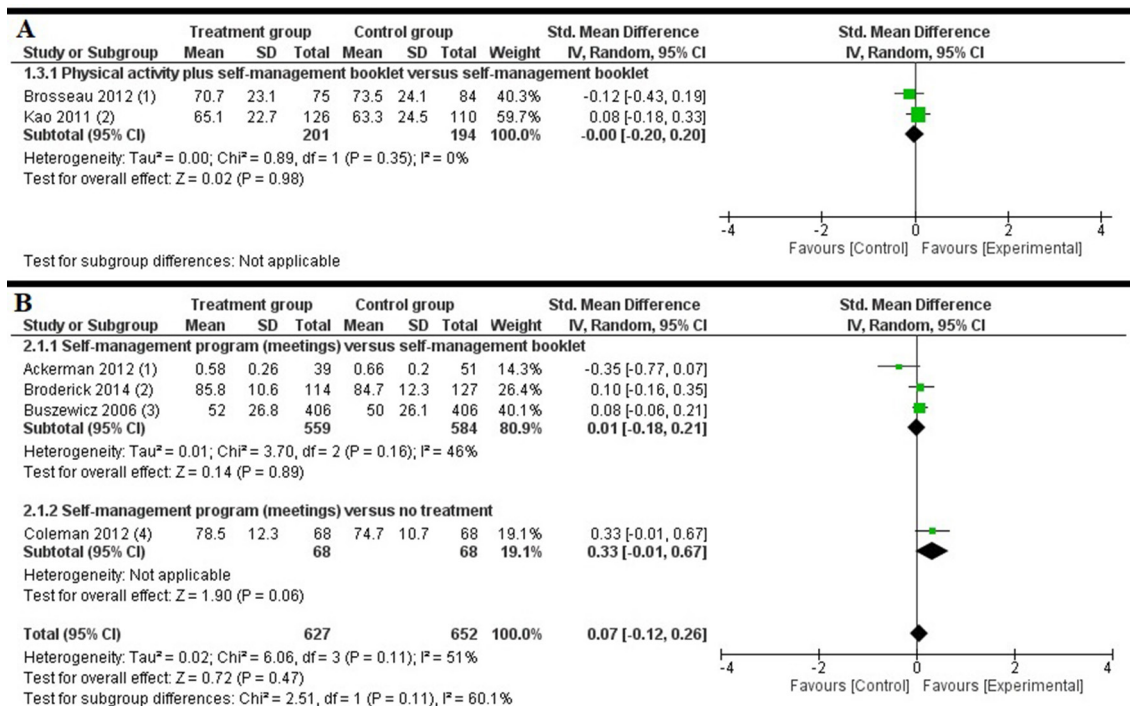 A
Treatment group Control group Std. Mean Difference Std. Mean Difference
Study or Subgroup Mean SD Total Mean SD Total Weight IV, Random, 95% CI IV, Random, 95% CI
1.3.1 Physical activity plus self-management booklet versus self-management booklet
Brosseau 2012 (1) 70.7 23.1 75 73.5 24.1 84 40.3% -0.12 [-0.43, 0.19]
Kao 2011 (2) 65.1 22.7 126 63.3 24.5 110 59.7% 0.08 [-0.18, 0.33]
Subtotal (95% CI) 201 194 100.0% -0.00 [-0.20, 0.20]
Heterogeneity: Tau² = 0.00; Chi² = 0.89, df = 1 (P = 0.35); I² = 0%
Test for overall effect: Z = 0.02 (P = 0.98)
-4 -2 0 2 4
Favours [Control] Favours [Experimental]
Test for subgroup differences: Not applicable
B
Treatment group Control group Std. Mean Difference Std. Mean Difference
Study or Subgroup Mean SD Total Mean SD Total Weight IV, Random, 95% CI IV, Random, 95% CI
2.1.1 Self-management program (meetings) versus self-management booklet
Ackerman 2012 (1) 0.58 0.26 39 0.66 0.2 51 14.3% -0.35 [-0.77, 0.07]
Broderick 2014 (2) 85.8 10.6 114 84.7 12.3 127 26.4% 0.10 [-0.16, 0.35]
Buszewicz 2006 (3) 52 26.8 406 50 26.1 406 40.1% 0.08 [-0.06, 0.21]
Subtotal (95% CI) 559 584 80.9% 0.01 [-0.18, 0.21]
Heterogeneity: Tau² = 0.01; Chi² = 3.70, df = 2 (P = 0.16); I² = 46%
Test for overall effect: Z = 0.14 (P = 0.89)
2.1.2 Self-management program (meetings) versus no treatment
Coleman 2012 (4) 78.5 12.3 68 74.7 10.7 68 19.1% 0.33 [-0.01, 0.67]
Subtotal (95% CI) 68 68 19.1% 0.33 [-0.01, 0.67]
Heterogeneity: Not applicable
Test for overall effect: Z = 1.90 (P = 0.06)
Total (95% CI) 627 652 100.0% 0.07 [-0.12, 0.26]
Heterogeneity: Tau² = 0.02; Chi² = 6.06, df = 3 (P = 0.11); I² = 51%
Test for overall effect: Z = 0.72 (P = 0.47)
Test for subgroup differences: Chi² = 2.51, df = 1 (P = 0.11), I² = 60.1%
-4 -2 0 2 4
Favours [Control] Favours [Experimental]